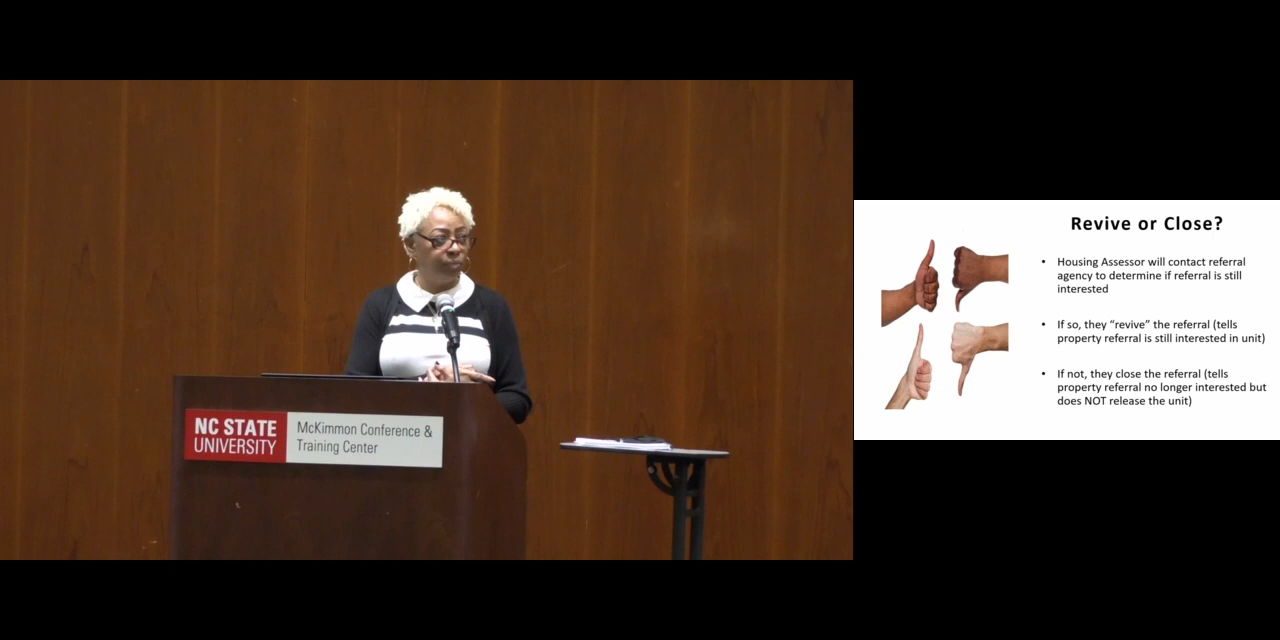 NC STATE
UNIVERSITY
McKimmon Conference &
Training Center
Revive or Close?
• Housing Assessor will contact referral
agency to determine if referral is still
interested
• If so, they “revive” the referral (tells
property referral is still interested in unit)
• If not, they close the referral (tells
property referral no longer interested but
does NOT release the unit)